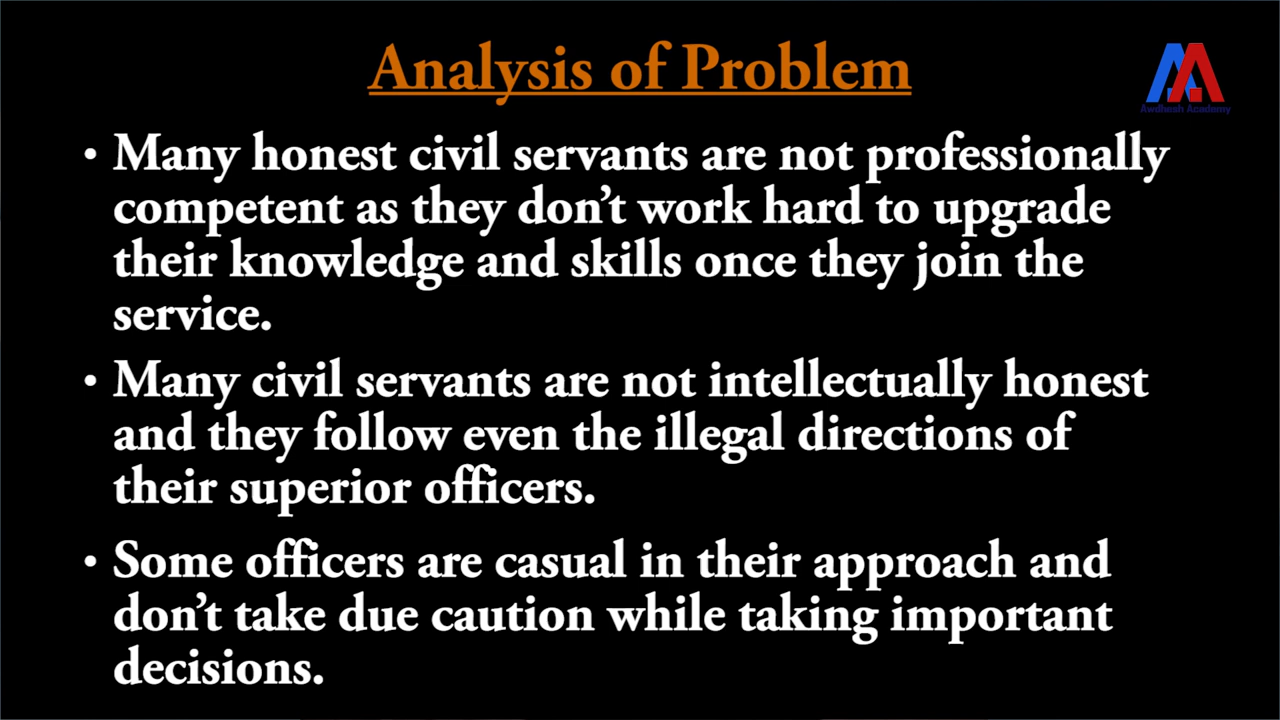 Analysis of Problem
Awdhesh Academy
• Many honest civil servants are not professionally
competent as they don’t work hard to upgrade
their knowledge and skills once they join the
service.
• Many civil servants are not intellectually honest
and they follow even the illegal directions of
their superior officers.
• Some officers are casual in their approach and
don’t take due caution while taking important
decisions.